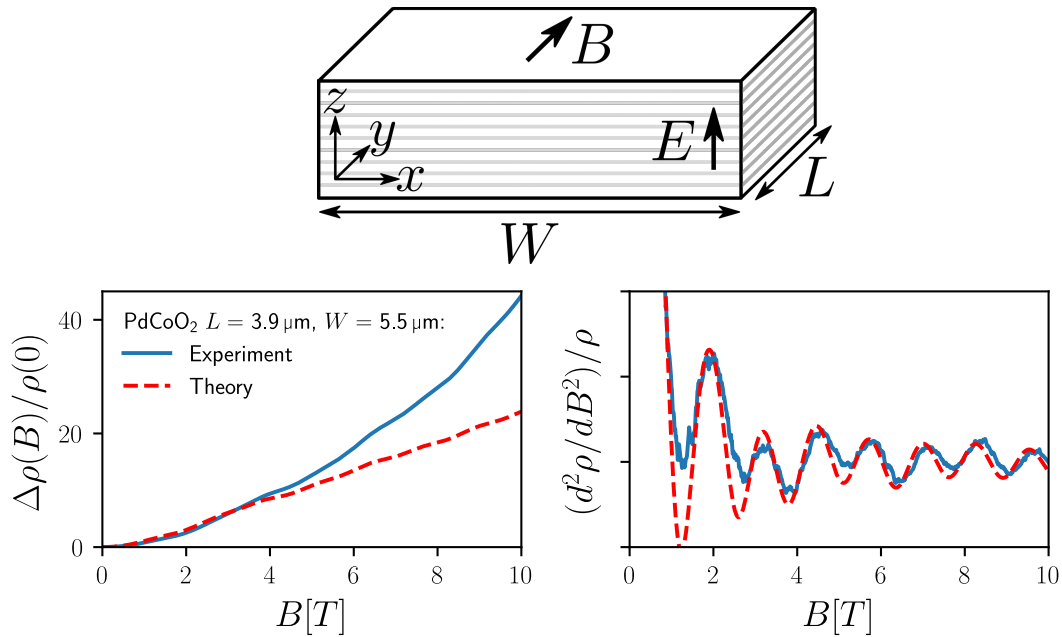 B
z
y
E
x
L
W
Δρ(B)/ρ(0)
40
20
0
PdCoO₂ L = 3.9 μm, W = 5.5 μm:
Experiment
Theory
0 2 4 6 8 10
B[T]
(d²ρ/dB²)/ρ
0 2 4 6 8 10
B[T]